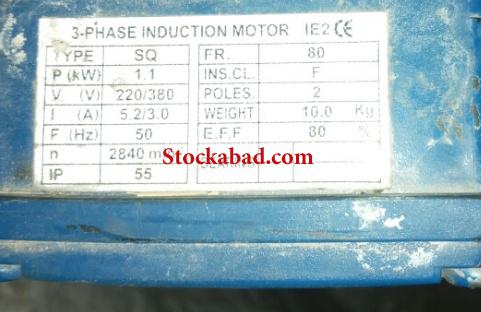 3-PHASE INDUCTION MOTOR IE2 CE
TYPE SQ FR. 80
P (kW) 1.1 INS.CL. F
V (V) 220/380 POLES. 2
I (A) 5.2/3.0 WEIGHT 10.0 Kg
F (Hz) 50 E.F.F 80 %
n 2840
Stockabad.com
IP 55